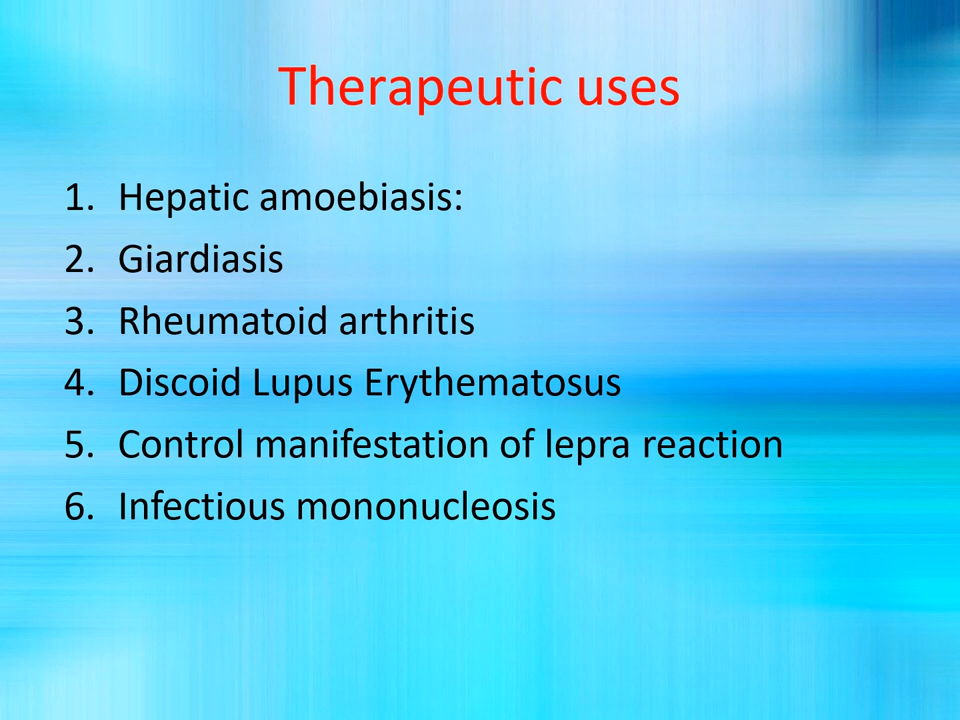 Therapeutic uses
1. Hepatic amoebiasis:
2. Giardiasis
3. Rheumatoid arthritis
4. Discoid Lupus Erythematosus
5. Control manifestation of lepra reaction
6. Infectious mononucleosis